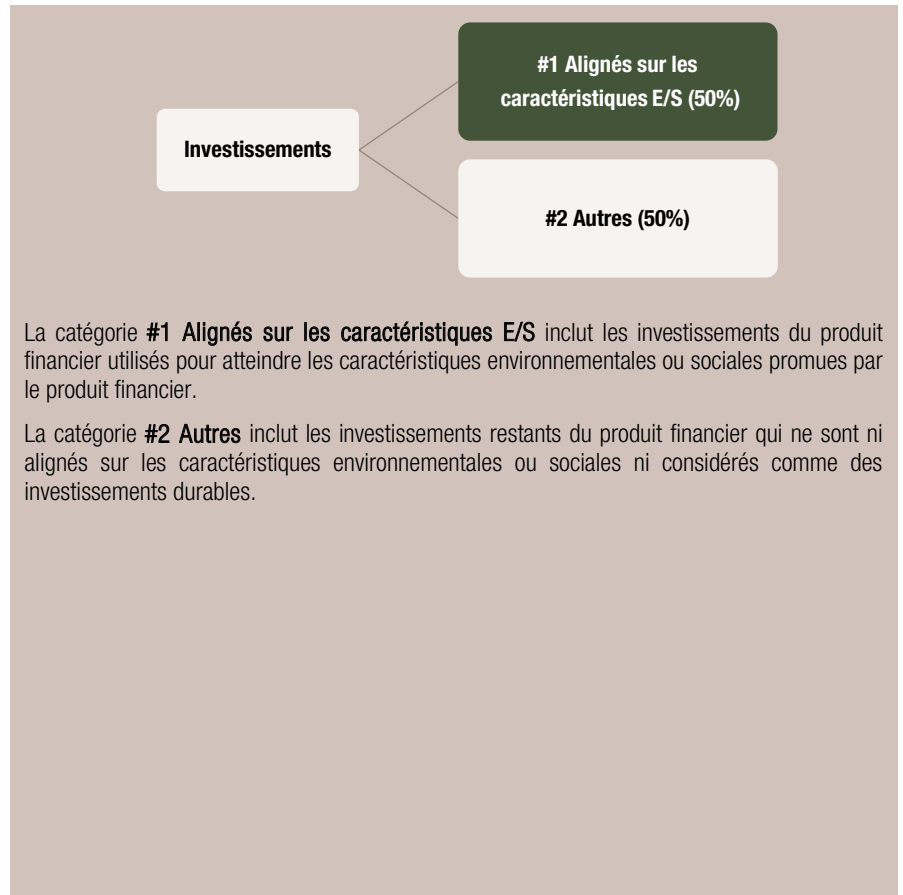 #1 Alignés sur les
caractéristiques E/S (50%)
Investissements
#2 Autres (50%)
La catégorie #1 Alignés sur les caractéristiques E/S inclut les investissements du produit
financier utilisés pour atteindre les caractéristiques environnementales ou sociales promues par
le produit financier.
La catégorie #2 Autres inclut les investissements restants du produit financier qui ne sont ni
alignés sur les caractéristiques environnementales ou sociales ni considérés comme des
investissements durables.